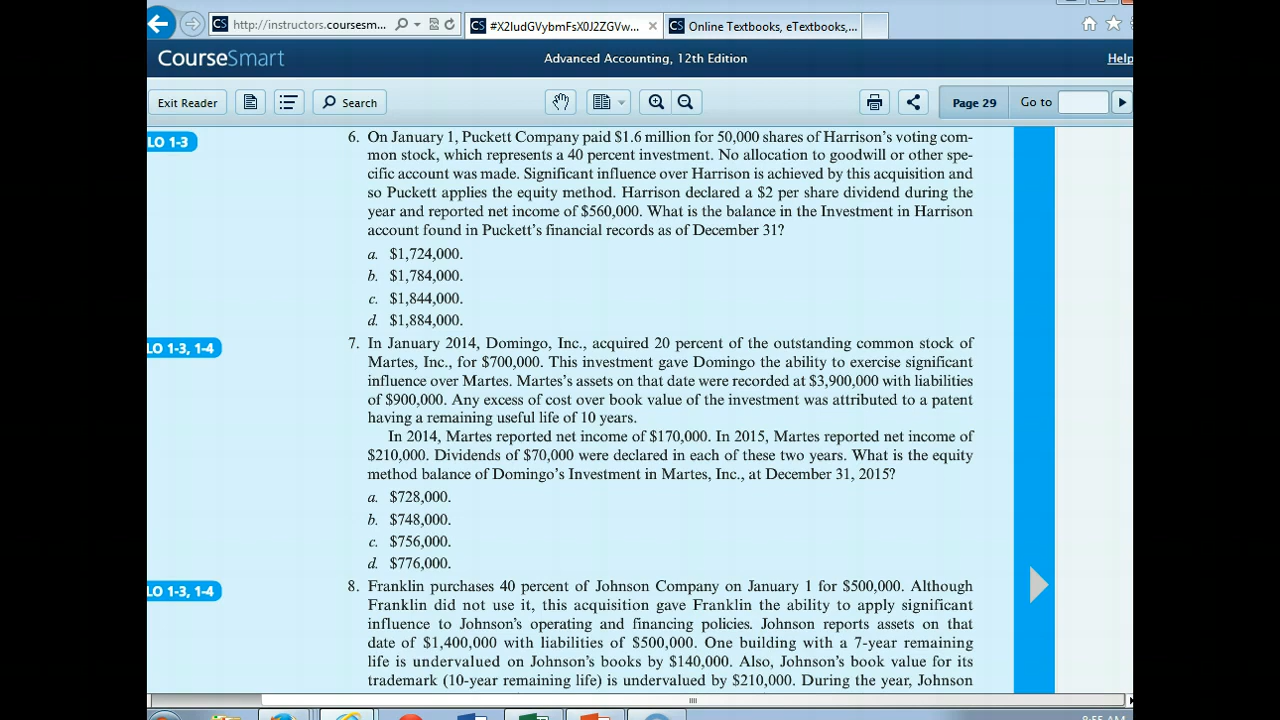 http://instructors.coursesm...
#X2IudGVybmFsX0J2ZGVw...
Online Textbooks, eTextbooks,...
CourseSmart
Advanced Accounting, 12th Edition
Help
Exit Reader
Search
Page 29
Go to
LO 1-3
6. On January 1, Puckett Company paid $1.6 million for 50,000 shares of Harrison's voting com-
mon stock, which represents a 40 percent investment. No allocation to goodwill or other spe-
cific account was made. Significant influence over Harrison is achieved by this acquisition and
so Puckett applies the equity method. Harrison declared a $2 per share dividend during the
year and reported net income of $560,000. What is the balance in the Investment in Harrison
account found in Puckett's financial records as of December 31?
a. $1,724,000.
b. $1,784,000.
c. $1,844,000.
d. $1,884,000.
LO 1-3, 1-4
7. In January 2014, Domingo, Inc., acquired 20 percent of the outstanding common stock of
Martes, Inc., for $700,000. This investment gave Domingo the ability to exercise significant
influence over Martes. Martes's assets on that date were recorded at $3,900,000 with liabilities
of $900,000. Any excess of cost over book value of the investment was attributed to a patent
having a remaining useful life of 10 years.
In 2014, Martes reported net income of $170,000. In 2015, Martes reported net income of
$210,000. Dividends of $70,000 were declared in each of these two years. What is the equity
method balance of Domingo's Investment in Martes, Inc., at December 31, 2015?
a. $728,000.
b. $748,000.
c. $756,000.
d. $776,000.
LO 1-3, 1-4
8. Franklin purchases 40 percent of Johnson Company on January 1 for $500,000. Although
Franklin did not use it, this acquisition gave Franklin the ability to apply significant
influence to Johnson's operating and financing policies. Johnson reports assets on that
date of $1,400,000 with liabilities of $500,000. One building with a 7-year remaining
life is undervalued on Johnson's books by $140,000. Also, Johnson's book value for its
trademark (10-year remaining life) is undervalued by $210,000. During the year, Johnson
8:55 AM